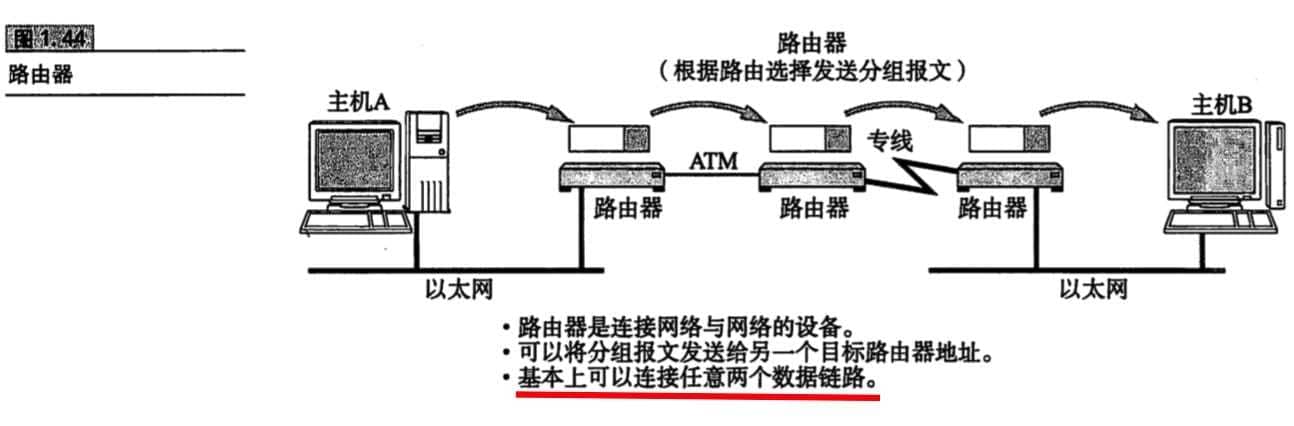 图1.44
路由器
路由器
（根据路由选择发送分组报文）
主机A
主机B
ATM
专线
路由器
路由器
路由器
以太网
以太网
·路由器是连接网络与网络的设备。
·可以将分组报文发送给另一个目标路由器地址。
·基本上可以连接任意两个数据链路。